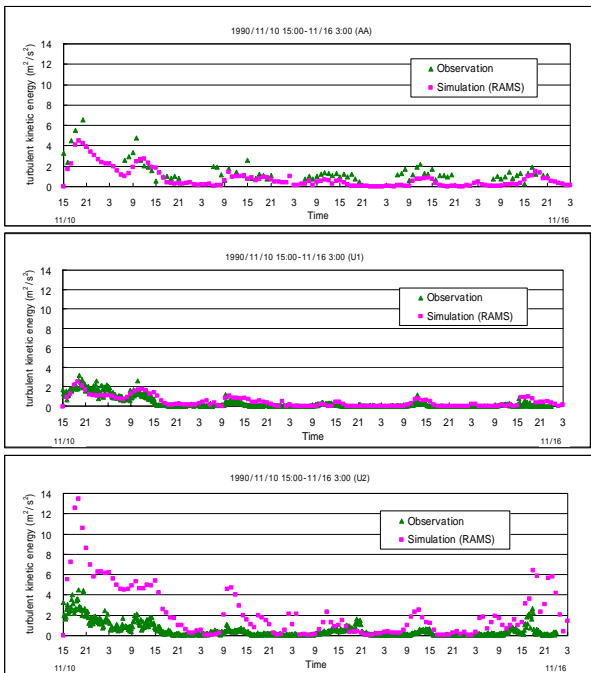 1990/11/10 15:00-11/16 3:00 (AA)
turbulent kinetic energy (m²/s²)
14
12
10
8
6
4
2
0
Observation
Simulation (RAMS)
15 21 3 9 15 21 3 9 15 21 3 9 15 21 3 9 15 21 3 9 15 21 3
11/10 Time 11/16
1990/11/10 15:00-11/16 3:00 (U1)
turbulent kinetic energy (m²/s²)
14
12
10
8
6
4
2
0
Observation
Simulation (RAMS)
15 21 3 9 15 21 3 9 15 21 3 9 15 21 3 9 15 21 3 9 15 21 3
11/10 Time 11/16
1990/11/10 15:00-11/16 3:00 (U2)
turbulent kinetic energy (m²/s²)
14
12
10
8
6
4
2
0
Observation
Simulation (RAMS)
15 21 3 9 15 21 3 9 15 21 3 9 15 21 3 9 15 21 3 9 15 21 3
11/10 Time 11/16